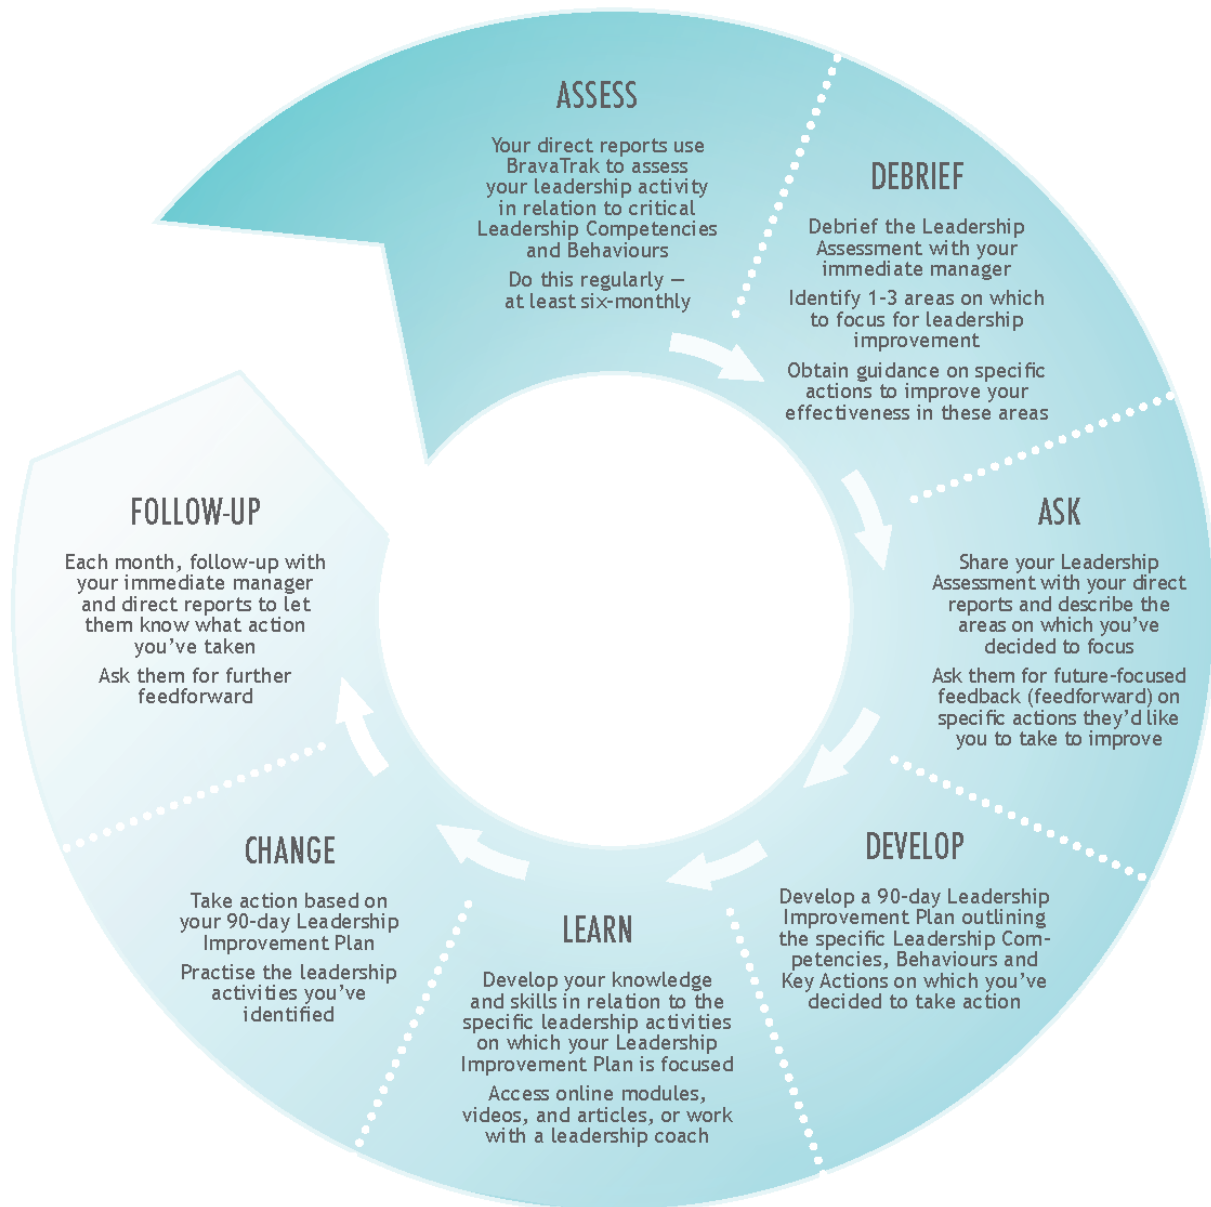 ASSESS
Your direct reports use
BravaTrak to assess
your leadership activity
in relation to critical
Leadership Competencies
and Behaviours
Do this regularly —
at least six-monthly
DEBRIEF
Debrief the Leadership
Assessment with your
immediate manager
Identify 1-3 areas on which
to focus for leadership
improvement
Obtain guidance on specific
actions to improve your
effectiveness in these areas
ASK
Share your Leadership
Assessment with your direct
reports and describe the
areas on which you’ve
decided to focus
Ask them for future-focused
feedback (feedforward) on
specific actions they’d like
you to take to improve
DEVELOP
Develop a 90-day Leadership
Improvement Plan outlining
the specific Leadership Com-
petencies, Behaviours and
Key Actions on which you’ve
decided to take action
LEARN
Develop your knowledge
and skills in relation to the
specific leadership activities
on which your Leadership
Improvement Plan is focused
Access online modules,
videos, and articles, or work
with a leadership coach
CHANGE
Take action based on
your 90-day Leadership
Improvement Plan
Practise the leadership
activities you’ve
identified
FOLLOW-UP
Each month, follow-up with
your immediate manager
and direct reports to let
them know what action
you’ve taken
Ask them for further
feedforward